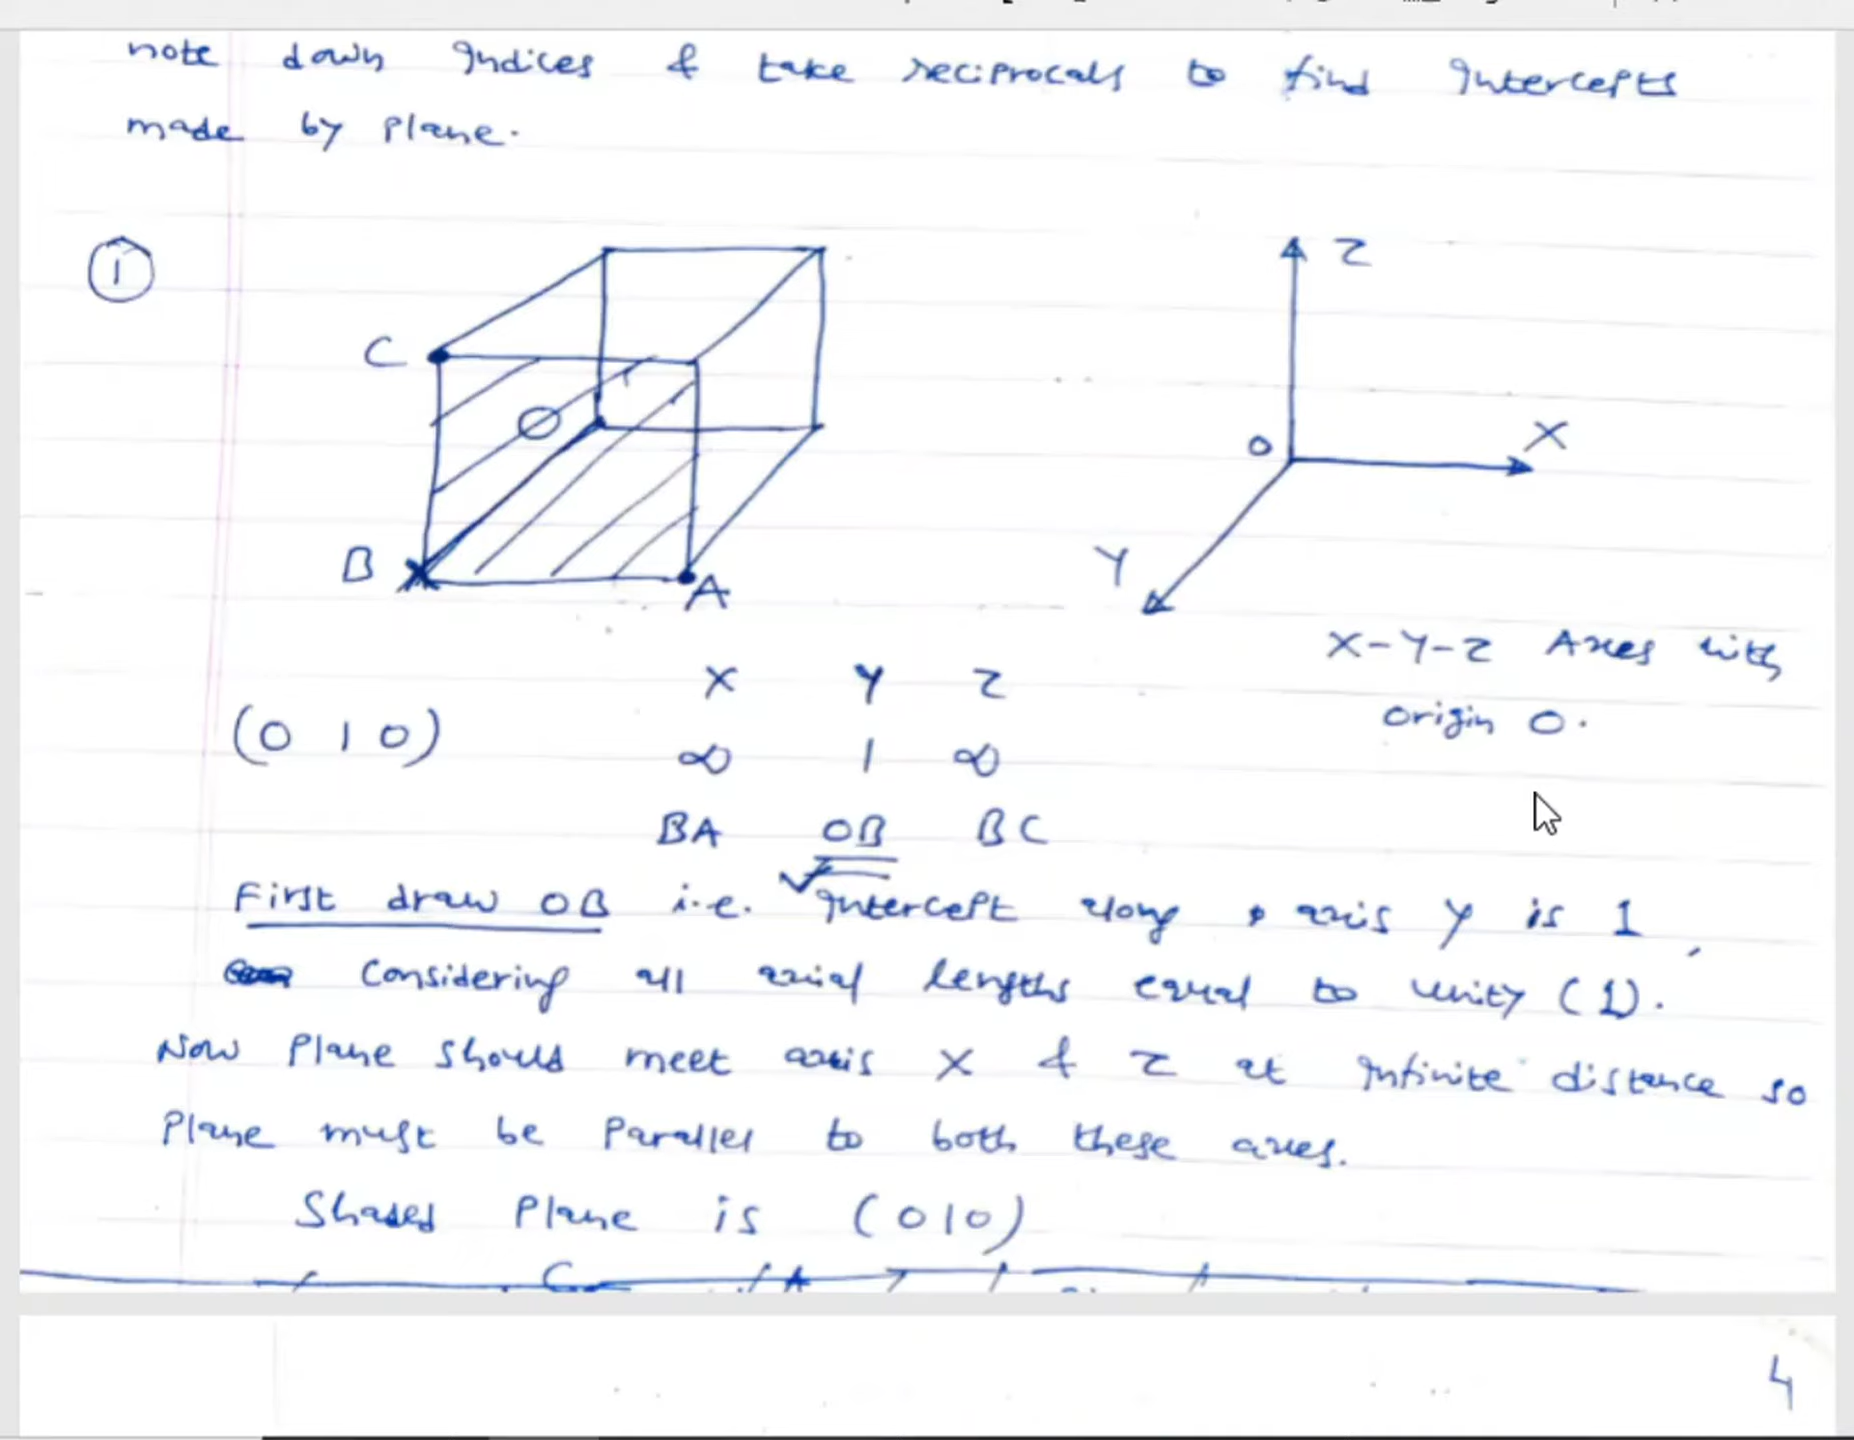 note down Indices & take reciprocals to find Intercepts
made by plane.
1
Z
C
O
O
X
B
A
Y
X-Y-Z Axes with
origin O.
X Y Z
(0 1 0)
∞ 1 ∞
BA OB BC
First draw OB i.e. Intercept along axis y is 1,
Considering all axial lengths equal to unity (1).
Now Plane should meet axis X & Z at Infinite distance so
Plane must be Parallel to both these axes.
Shaded Plane is (010)
4